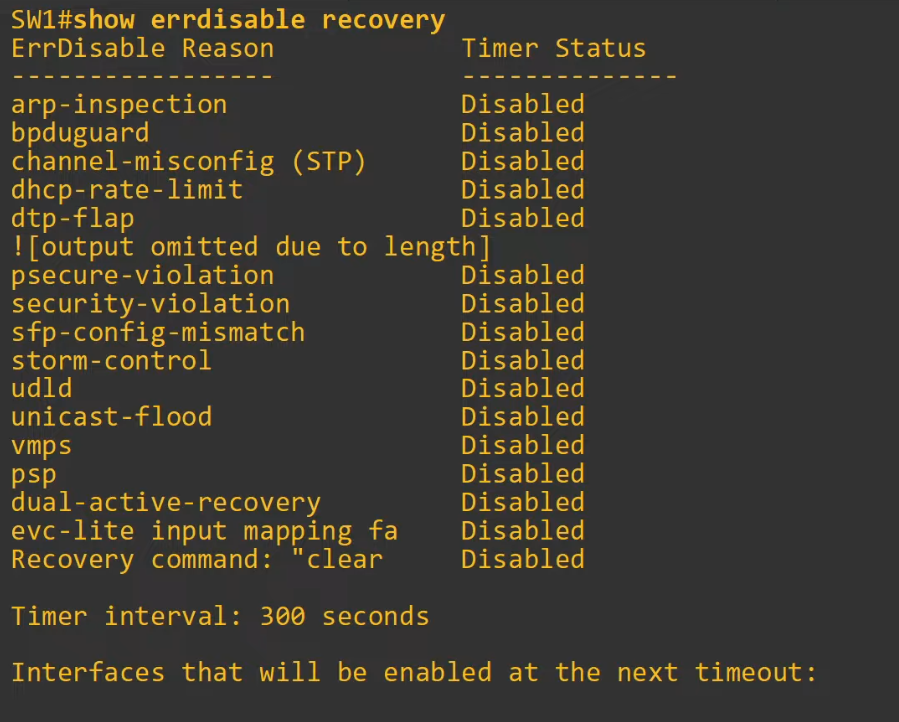 SW1#show errdisable recovery
ErrDisable Reason            Timer Status
-----------------            --------------
arp-inspection               Disabled
bpduguard                    Disabled
channel-misconfig (STP)      Disabled
dhcp-rate-limit              Disabled
dtp-flap                     Disabled
![output omitted due to length]
psecure-violation            Disabled
security-violation           Disabled
sfp-config-mismatch          Disabled
storm-control                Disabled
udld                         Disabled
unicast-flood                Disabled
vmps                         Disabled
psp                          Disabled
dual-active-recovery         Disabled
evc-lite input mapping fa    Disabled
Recovery command: "clear     Disabled
Timer interval: 300 seconds
Interfaces that will be enabled at the next timeout: